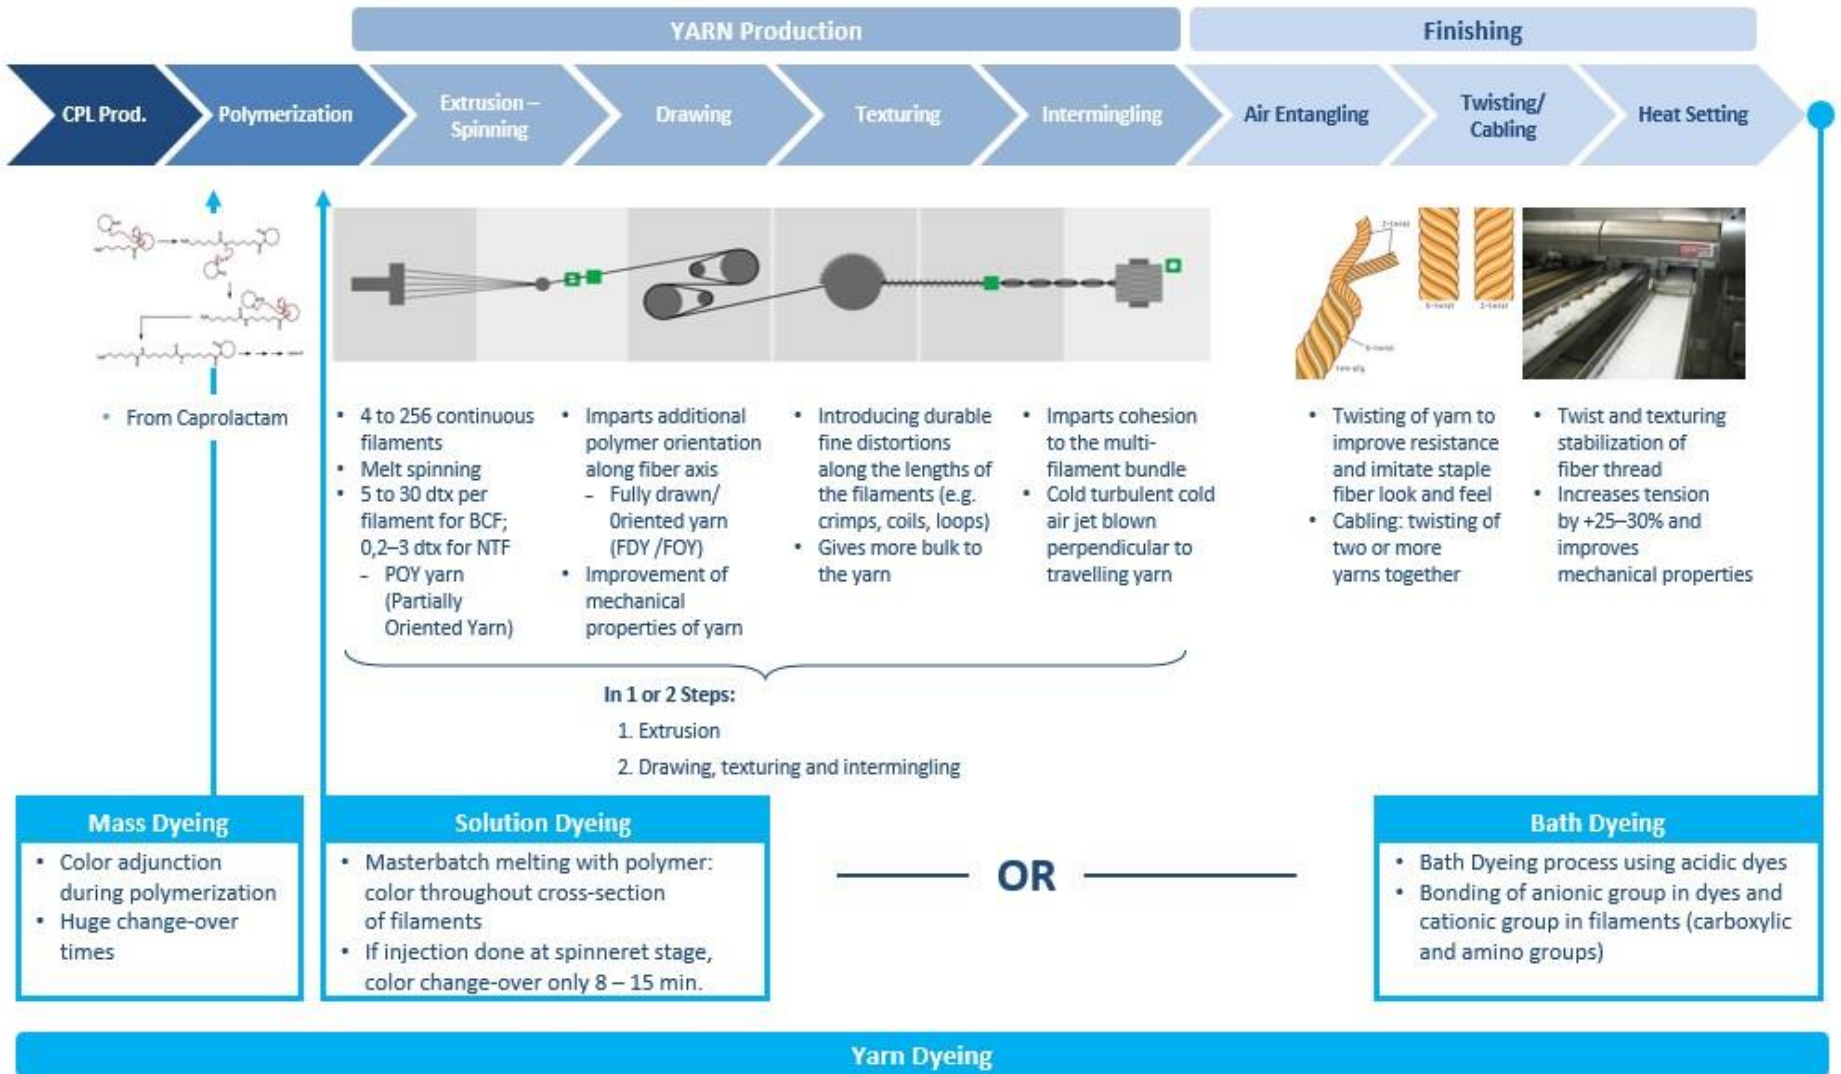 YARN Production
Finishing
CPL Prod.
Polymerization
Extrusion –
Spinning
Drawing
Texturing
Intermingling
Air Entangling
Twisting/
Cabling
Heat Setting
• From Caprolactam
• 4 to 256 continuous
filaments
• Melt spinning
• 5 to 30 dtx per
filament for BCF;
0,2–3 dtx for NTF
– POY yarn
(Partially
Oriented Yarn)
• Imparts additional
polymer orientation
along fiber axis
– Fully drawn/
Oriented yarn
(FDY /FOY)
• Improvement of
mechanical
properties of yarn
• Introducing durable
fine distortions
along the lengths of
the filaments (e.g.
crimps, coils, loops)
• Gives more bulk to
the yarn
• Imparts cohesion
to the multi-
filament bundle
• Cold turbulent cold
air jet blown
perpendicular to
travelling yarn
• Twisting of yarn to
improve resistance
and imitate staple
fiber look and feel
• Cabling: twisting of
two or more
yarns together
• Twist and texturing
stabilization of
fiber thread
• Increases tension
by +25–30% and
improves
mechanical properties
In 1 or 2 Steps:
1. Extrusion
2. Drawing, texturing and intermingling
Mass Dyeing
• Color adjunction
during polymerization
• Huge change-over
times
Solution Dyeing
• Masterbatch melting with polymer:
color throughout cross-section
of filaments
• If injection done at spinneret stage,
color change-over only 8 – 15 min.
OR
Bath Dyeing
• Bath Dyeing process using acidic dyes
• Bonding of anionic group in dyes and
cationic group in filaments (carboxylic
and amino groups)
Yarn Dyeing